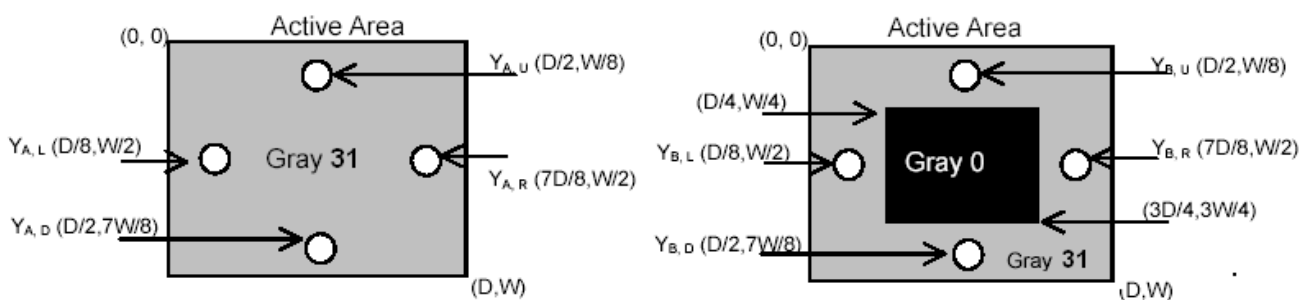 Active Area
(0, 0)
YA, U (D/2,W/8)
YA, L (D/8,W/2)
Gray 31
YA, R (7D/8,W/2)
YA, D (D/2,7W/8)
(D,W)
Active Area
(0, 0)
YB, U (D/2,W/8)
(D/4,W/4)
YB, L (D/8,W/2)
Gray 0
YB, R (7D/8,W/2)
(3D/4,3W/4)
YB, D (D/2,7W/8)
Gray 31
(D,W)